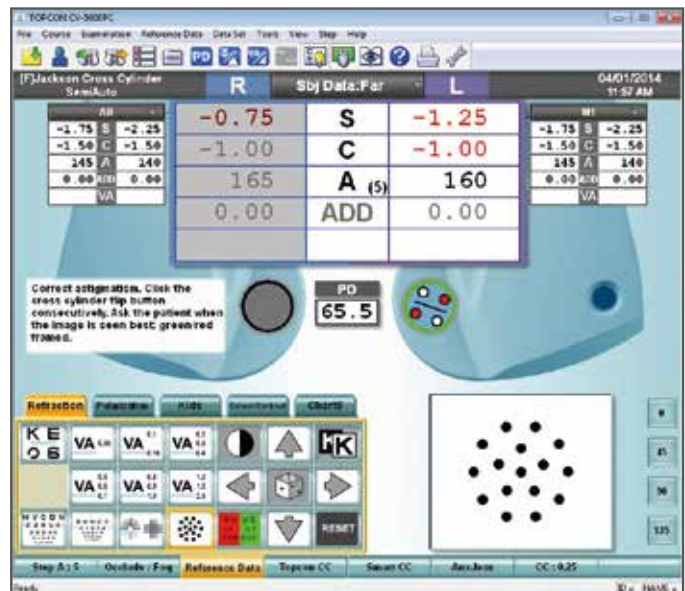 TOPCON CV-5000PC
File Course Examination Reference Data Data Set Tools View Step Help
PD
[F]Jackson Cross Cylinder
SemiAuto
R Sbj Data:Far L
04/01/2014
11:57 AM
-0.75 S -1.25
-1.00 C -1.00
165 A (5) 160
0.00 ADD 0.00
-1.75 S -2.25
-1.50 C -1.50
145 A 140
0.00 ADD 0.00
VA
-1.75 S -2.25
-1.50 C -1.50
145 A 140
0.00 ADD 0.00
VA
Correct astigmatism. Click the
cross cylinder flip button
consecutively. Ask the patient when
the image is seen best; green red
framed.
PD
65.5
Refraction Kids Charts
VA VA VA
VA VA VA
RESET
45
90
135
Step A : 5 Occlude / Fog Reference Data Topcon CC Smart CC CC : 0.25
Ready